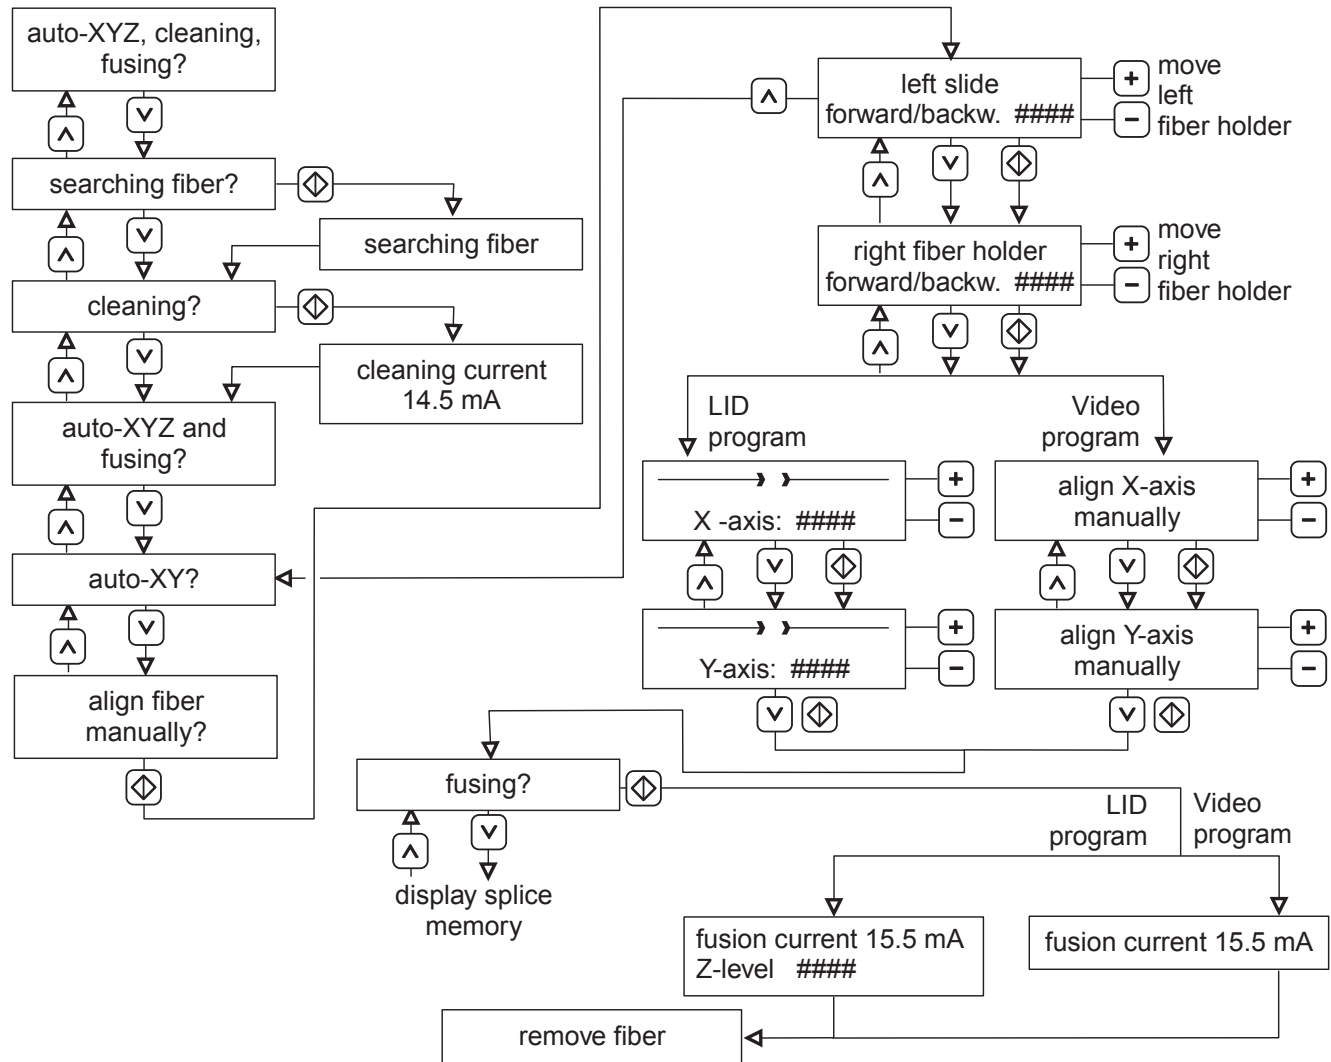 auto-XYZ, cleaning,
fusing?
searching fiber?
searching fiber
cleaning?
cleaning current
14.5 mA
auto-XYZ and
fusing?
auto-XY?
align fiber
manually?
left slide
forward/backw. ####
move
left
fiber holder
right fiber holder
forward/backw. ####
move
right
fiber holder
LID
program
Video
program
X -axis: ####
align X-axis
manually
Y-axis: ####
align Y-axis
manually
fusing?
display splice
memory
LID
program
Video
program
fusion current 15.5 mA
Z-level ####
fusion current 15.5 mA
remove fiber